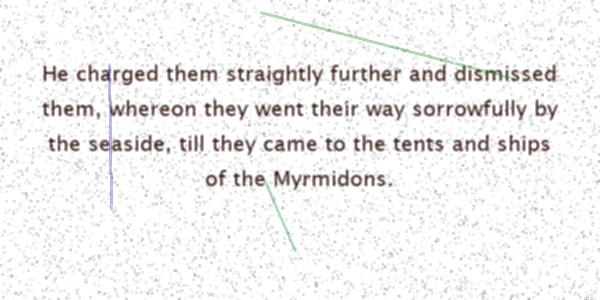 He charged them straightly further and dismissed
them, whereon they went their way sorrowfully by
the seaside, till they came to the tents and ships
of the Myrmidons.